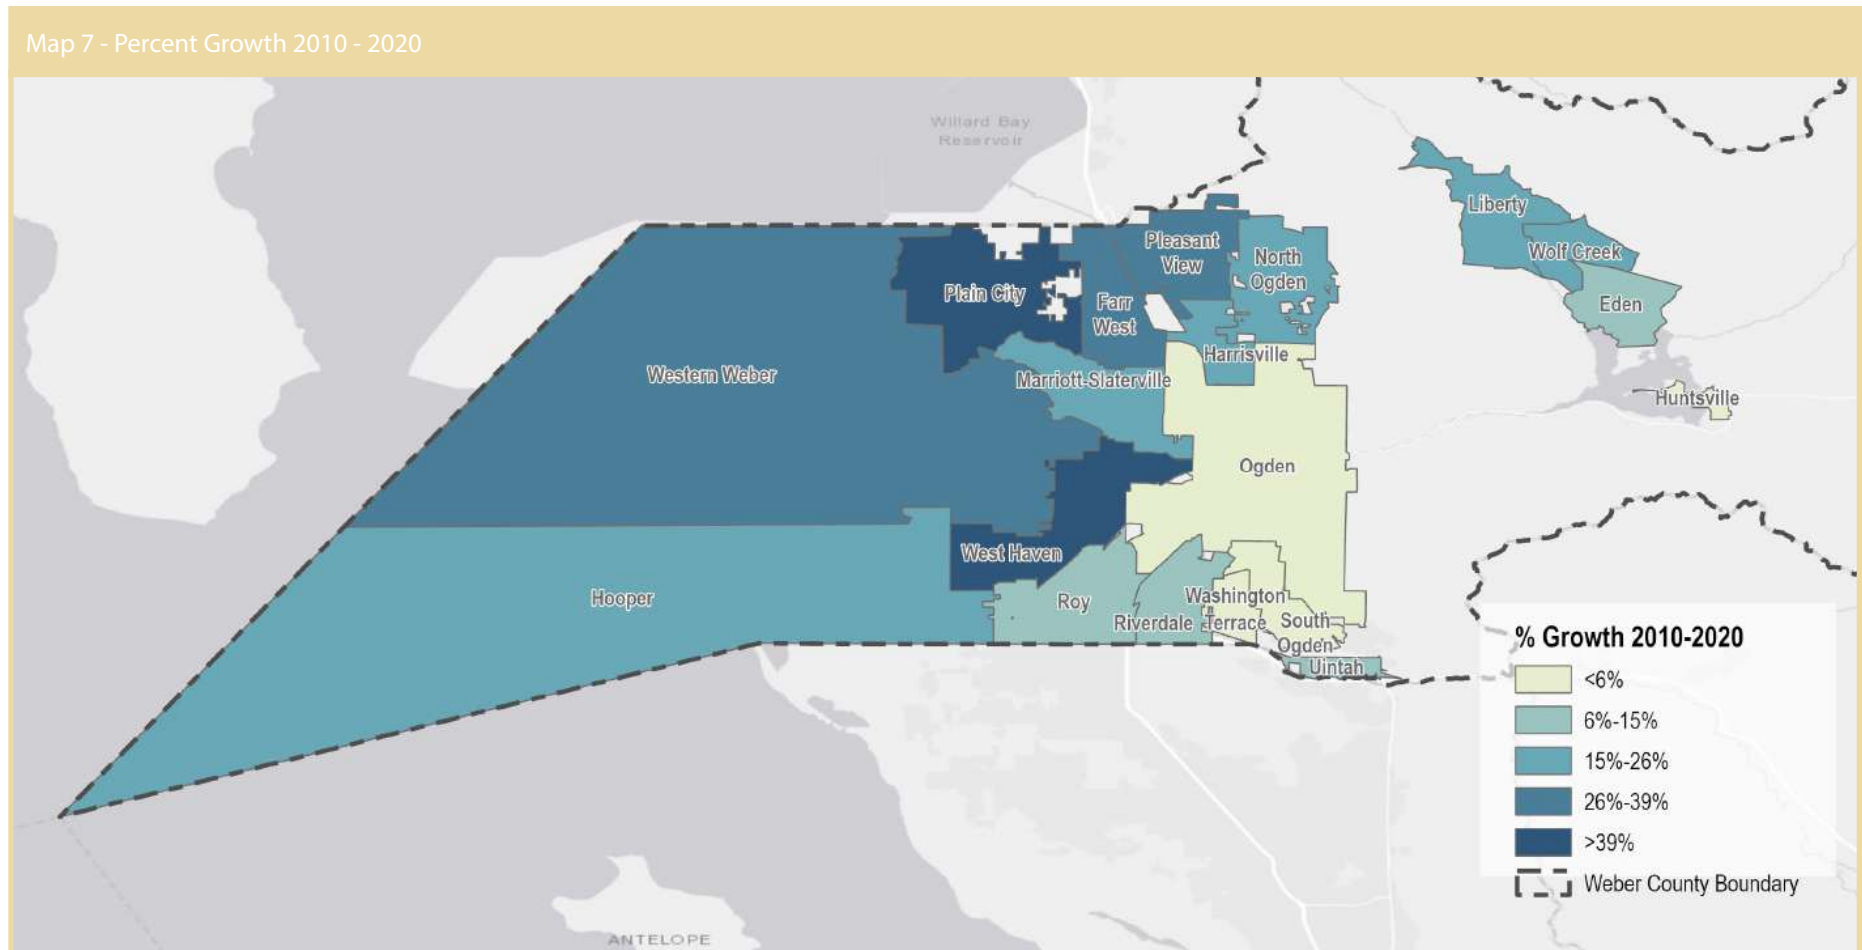 Map 7 - Percent Growth 2010 - 2020
Willard Bay
Reservoir
Liberty
Pleasant
View
Wolf Creek
North
Ogden
Plain City
Farr
West
Eden
Harrisville
Western Weber
Marriott-Slaterville
Huntsville
Ogden
West Haven
Hooper
Roy
Washington
Terrace
Riverdale
South
Ogden
Uintah
% Growth 2010-2020
<6%
6%-15%
15%-26%
26%-39%
>39%
Weber County Boundary
ANTELOPE